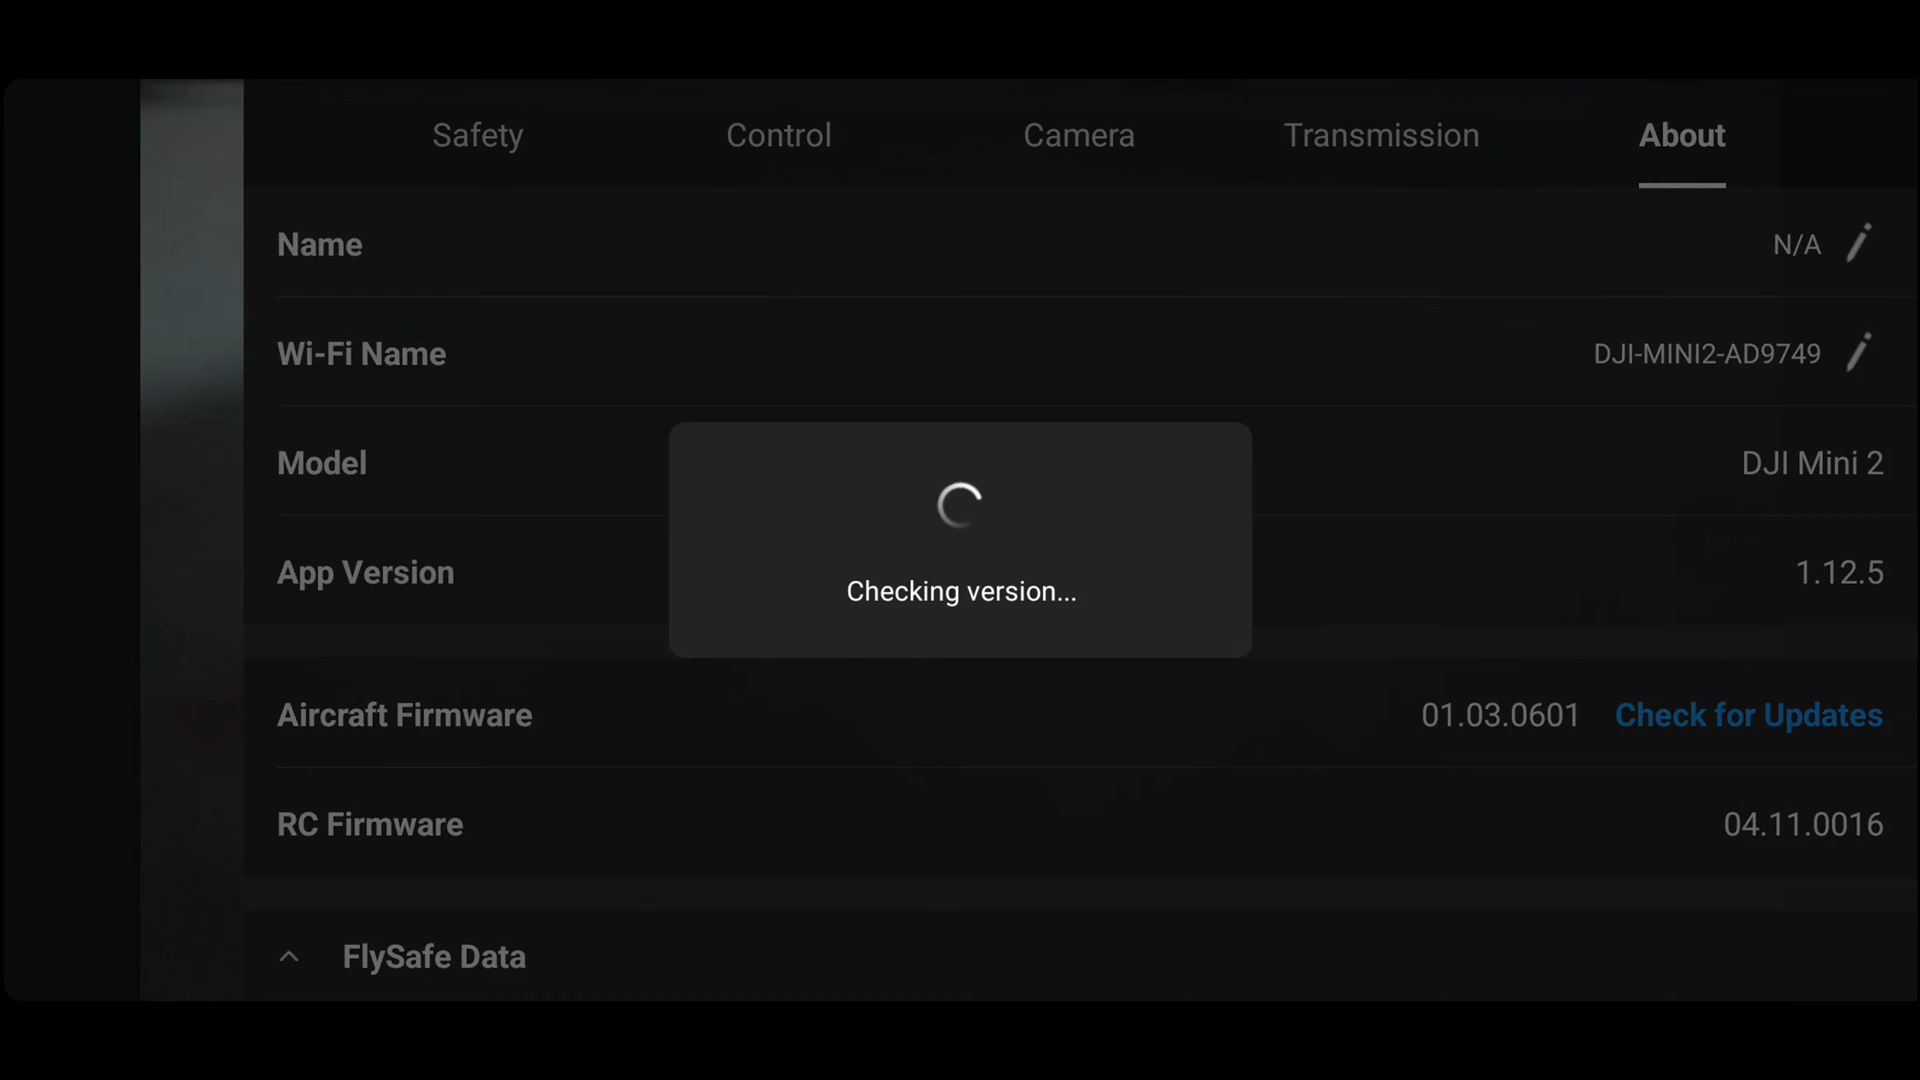 Safety Control Camera Transmission About
Name N/A
Wi-Fi Name DJI-MINI2-AD9749
Model DJI Mini 2
App Version 1.12.5
Checking version...
Aircraft Firmware 01.03.0601 Check for Updates
RC Firmware 04.11.0016
FlySafe Data